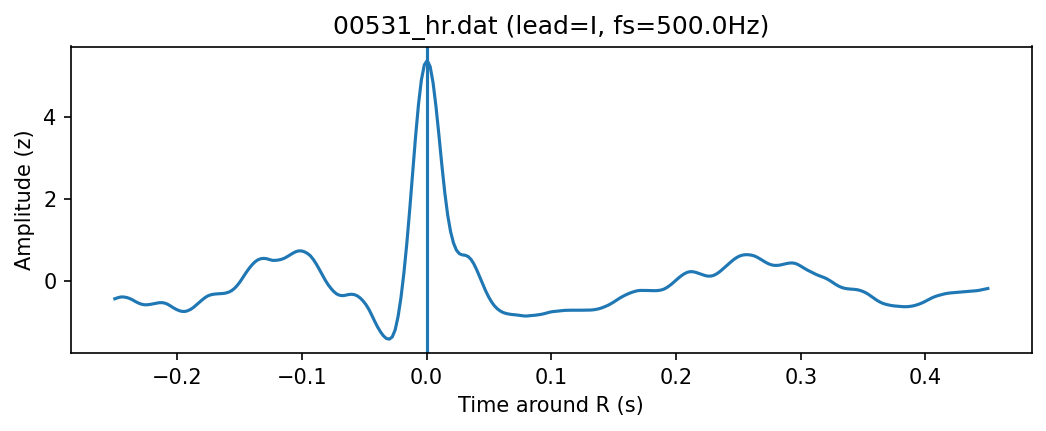 00531_hr.dat (lead=I, fs=500.0Hz)
Amplitude (z)
4
2
0
−0.2 −0.1 0.0 0.1 0.2 0.3 0.4
Time around R (s)